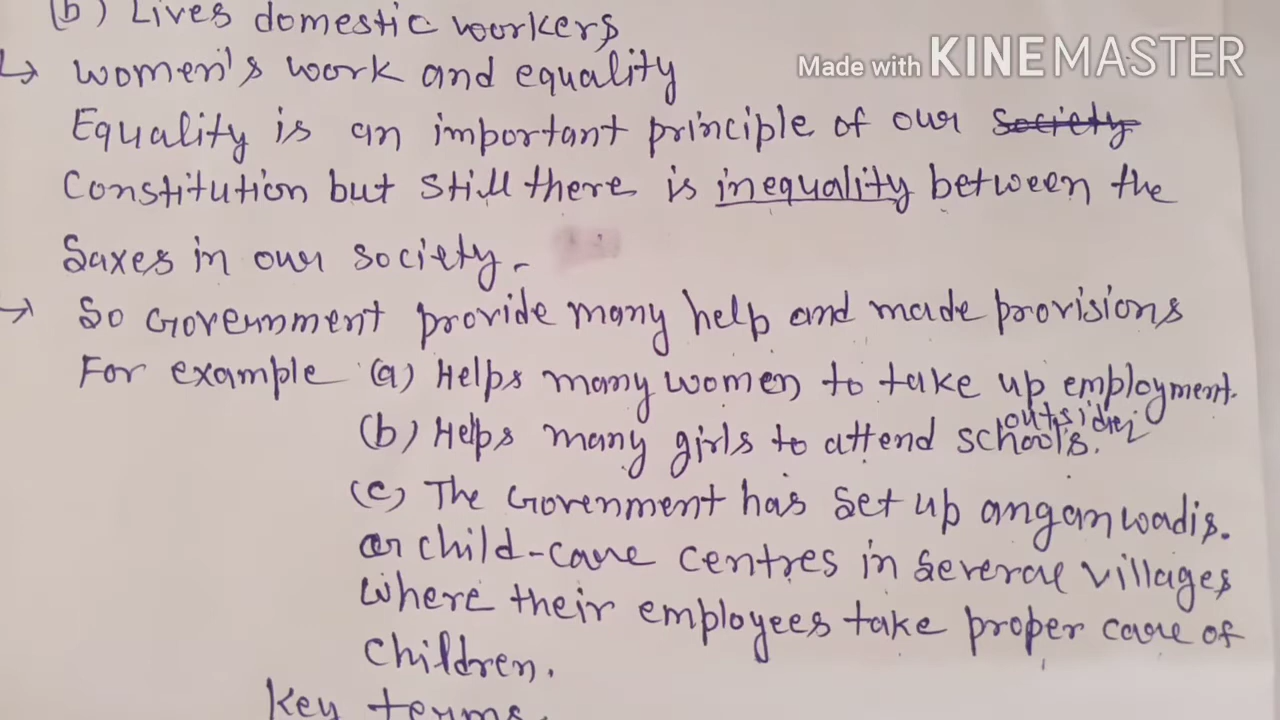 (b) Lives domestic workers
Made with KINEMASTER
↳ women's work and equality
Equality is an important principle of our society
Constitution but still there is inequality between the
Saxes in our society.
→ So Government provide many help and made provisions
For example (a) Helps many women to take up employment.
outside
(b) Helps many girls to attend schools.
(c) The Govenment has set up anganwadis.
or child-care centres in several villages
where their employees take proper care of
children.
Key terms.